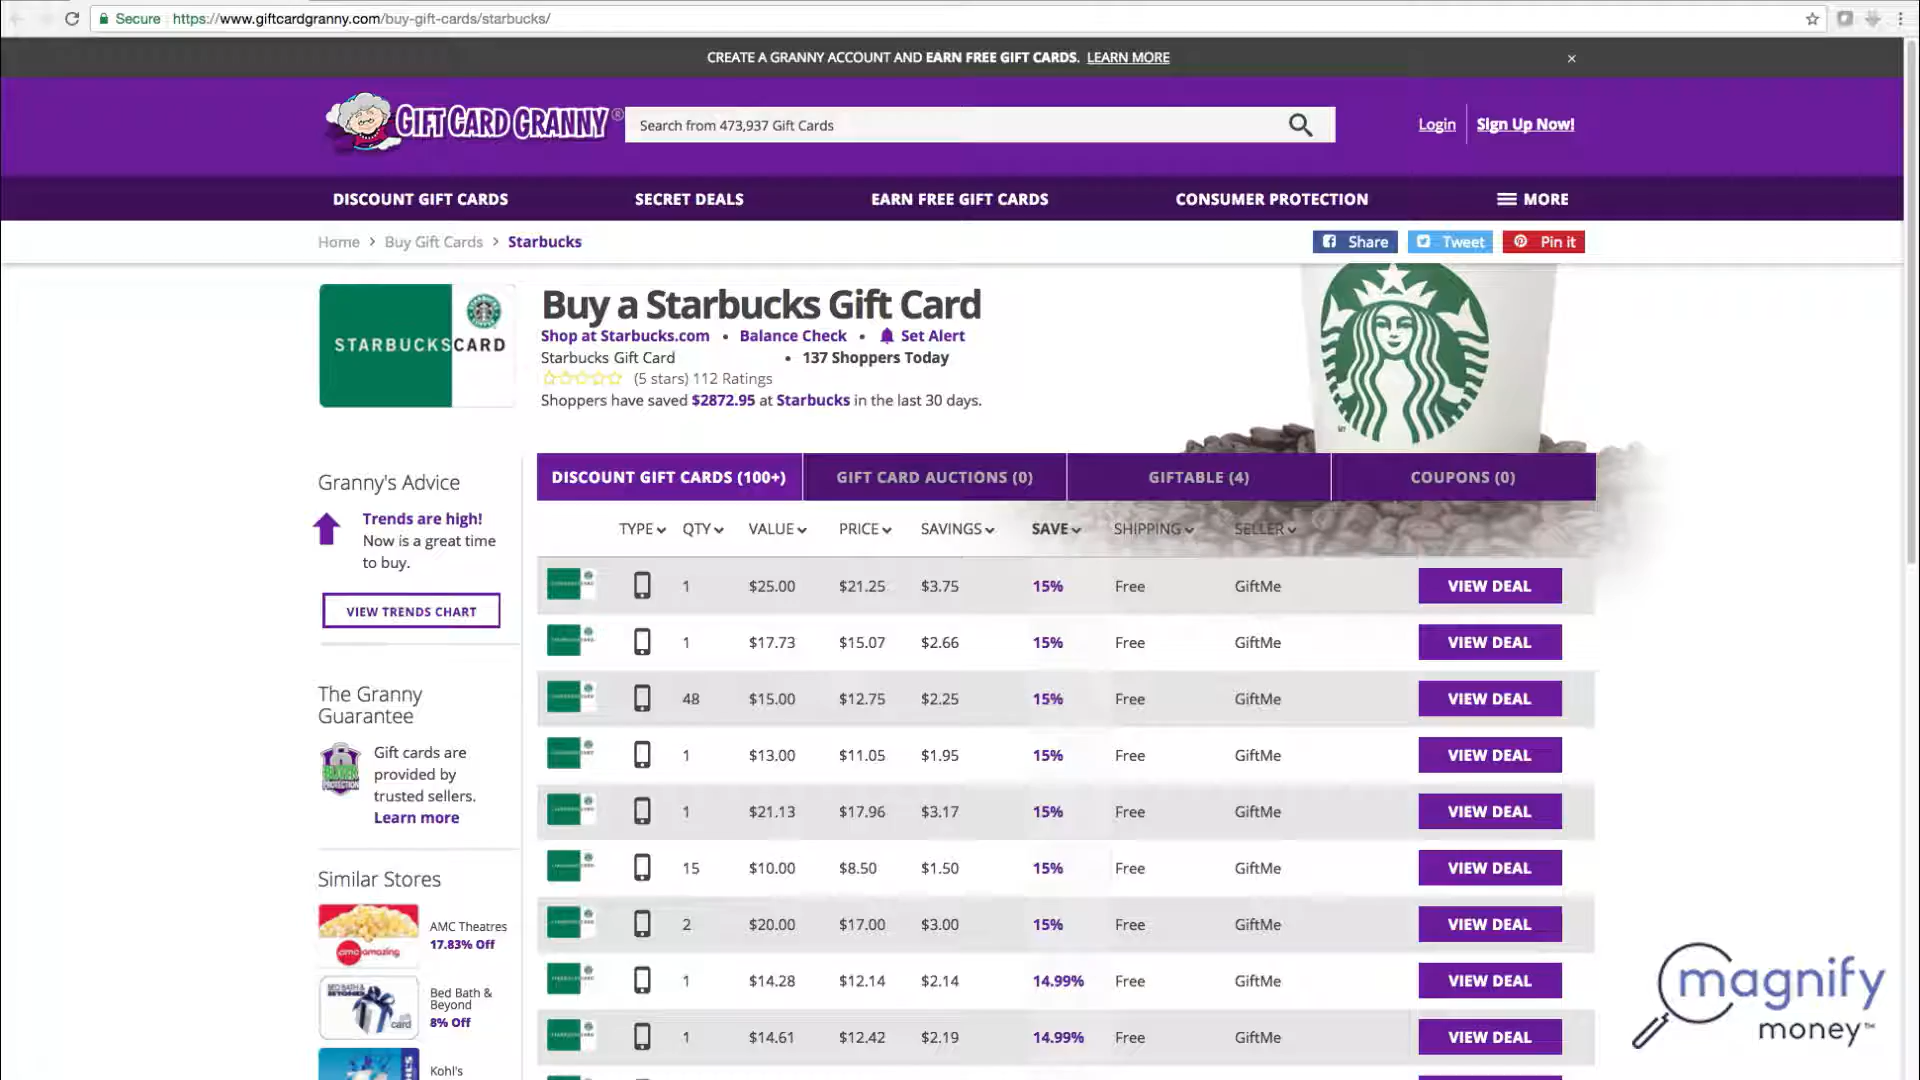 Secure https://www.giftcardgranny.com/buy-gift-cards/starbucks/
CREATE A GRANNY ACCOUNT AND EARN FREE GIFT CARDS. LEARN MORE ×
GIFT CARD GRANNY®
Search from 473,937 Gift Cards
Login
Sign Up Now!
DISCOUNT GIFT CARDS
SECRET DEALS
EARN FREE GIFT CARDS
CONSUMER PROTECTION
MORE
Home > Buy Gift Cards > Starbucks
Share
Tweet
Pin it
STARBUCKSCARD
Buy a Starbucks Gift Card
Shop at Starbucks.com • Balance Check • Set Alert
Starbucks Gift Card • 137 Shoppers Today
(5 stars) 112 Ratings
Shoppers have saved $2872.95 at Starbucks in the last 30 days.
Granny's Advice
Trends are high!
Now is a great time
to buy.
VIEW TRENDS CHART
The Granny
Guarantee
Gift cards are
provided by
trusted sellers.
Learn more
Similar Stores
AMC Theatres
17.83% Off
amc amazing
Bed Bath &
Beyond
8% Off
BED BATH &
BEYOND
card
Kohl's
DISCOUNT GIFT CARDS (100+)
GIFT CARD AUCTIONS (0)
GIFTABLE (4)
COUPONS (0)
TYPE QTY VALUE PRICE SAVINGS SAVE SHIPPING SELLER
1 $25.00 $21.25 $3.75 15% Free GiftMe VIEW DEAL
1 $17.73 $15.07 $2.66 15% Free GiftMe VIEW DEAL
48 $15.00 $12.75 $2.25 15% Free GiftMe VIEW DEAL
1 $13.00 $11.05 $1.95 15% Free GiftMe VIEW DEAL
1 $21.13 $17.96 $3.17 15% Free GiftMe VIEW DEAL
15 $10.00 $8.50 $1.50 15% Free GiftMe VIEW DEAL
2 $20.00 $17.00 $3.00 15% Free GiftMe VIEW DEAL
1 $14.28 $12.14 $2.14 14.99% Free GiftMe VIEW DEAL
1 $14.61 $12.42 $2.19 14.99% Free GiftMe VIEW DEAL
magnify
money™